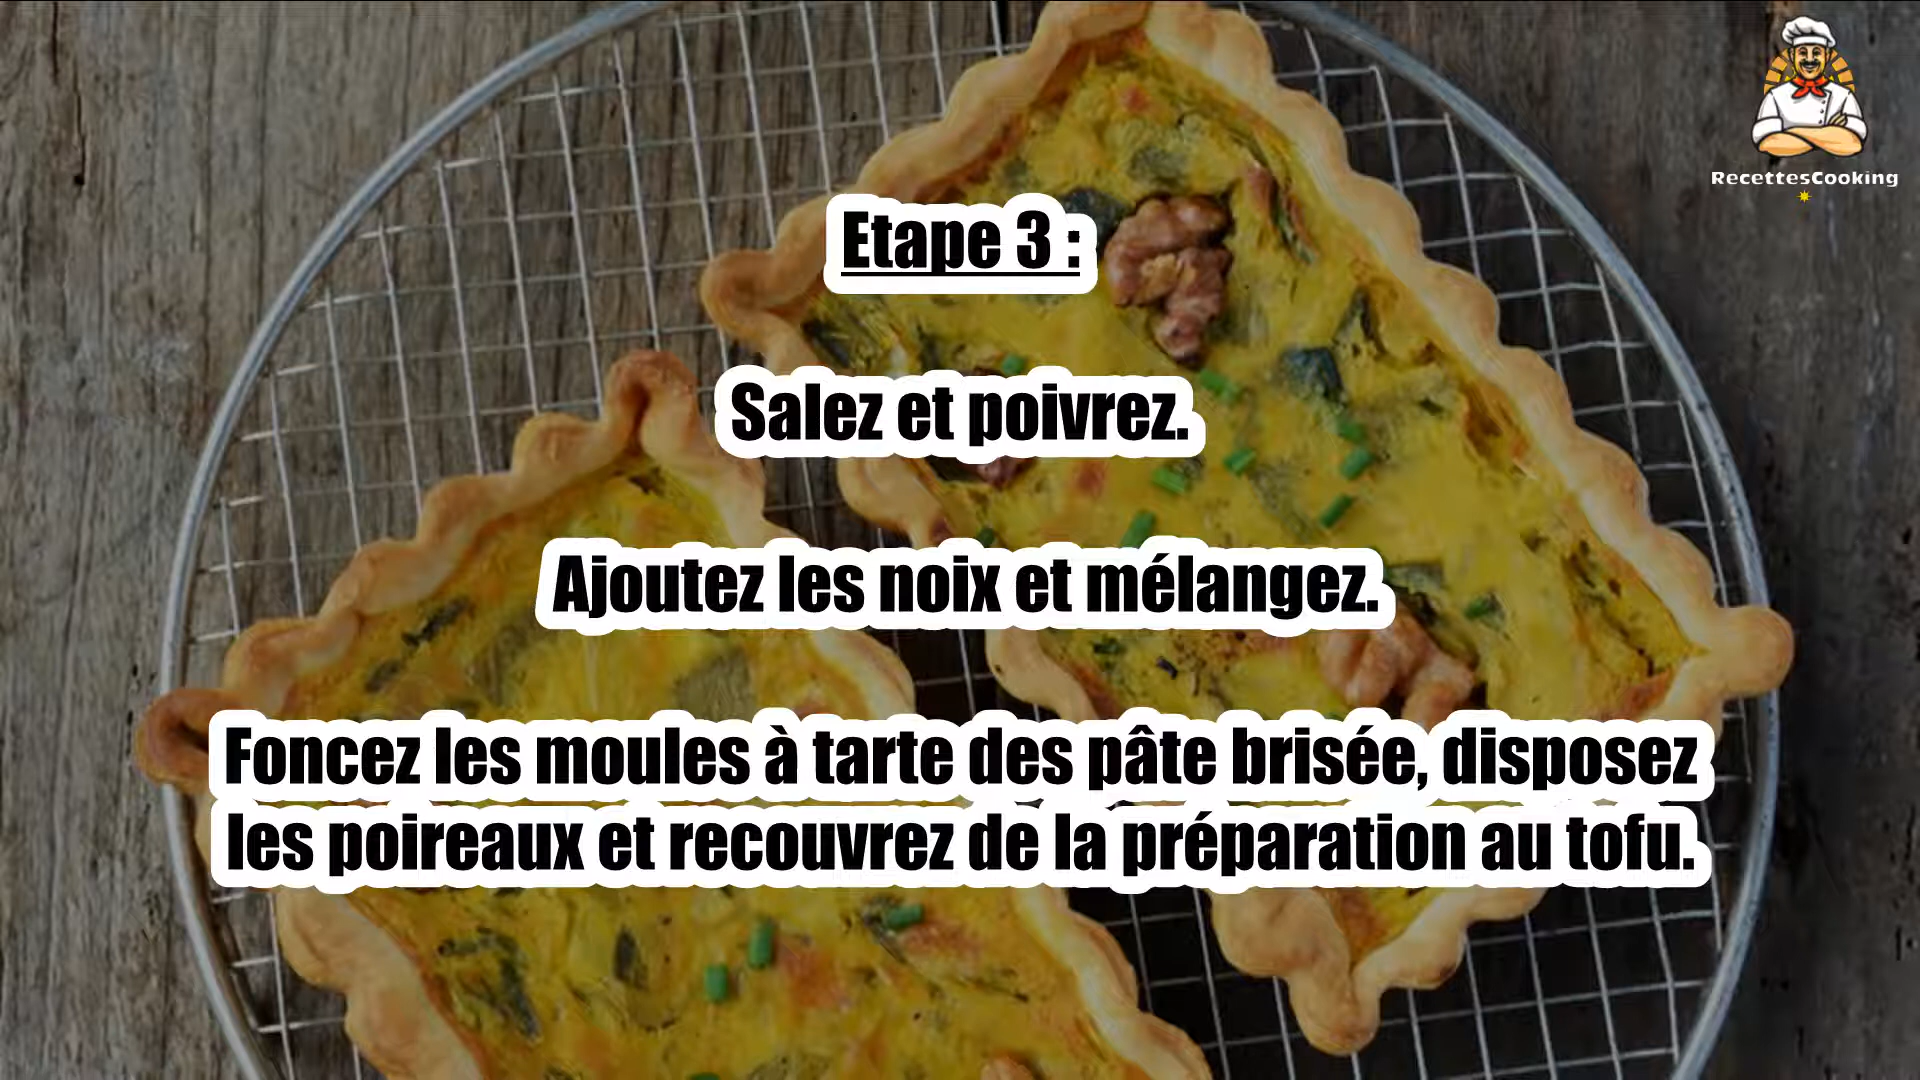 RecettesCooking
Etape 3 :
Salez et poivrez.
Ajoutez les noix et mélangez.
Foncez les moules à tarte des pâte brisée, disposez
les poireaux et recouvrez de la préparation au tofu.